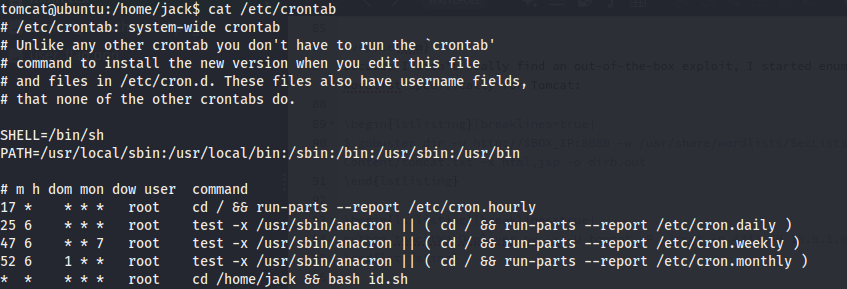 tomcat@ubuntu:/home/jack$ cat /etc/crontab
# /etc/crontab: system-wide crontab
# Unlike any other crontab you don't have to run the `crontab'
# command to install the new version when you edit this file
# and files in /etc/cron.d. These files also have username fields,
# that none of the other crontabs do.

SHELL=/bin/sh
PATH=/usr/local/sbin:/usr/local/bin:/sbin:/bin:/usr/sbin:/usr/bin

# m h dom mon dow user  command
17 *    * * *   root    cd / && run-parts --report /etc/cron.hourly
25 6    * * *   root    test -x /usr/sbin/anacron || ( cd / && run-parts --report /etc/cron.daily )
47 6    * * 7   root    test -x /usr/sbin/anacron || ( cd / && run-parts --report /etc/cron.weekly )
52 6    1 * *   root    test -x /usr/sbin/anacron || ( cd / && run-parts --report /etc/cron.monthly )
*  *    * * *   root    cd /home/jack && bash id.sh